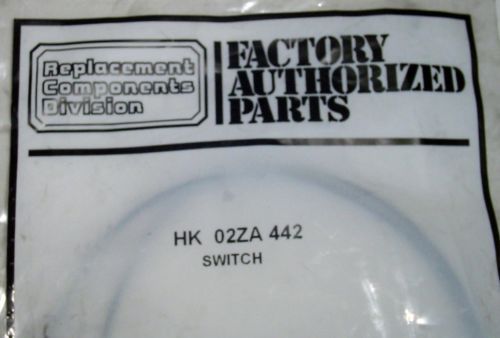 Replacement
Components
Division
FACTORY
AUTHORIZED
PARTS
HK 02ZA 442
SWITCH